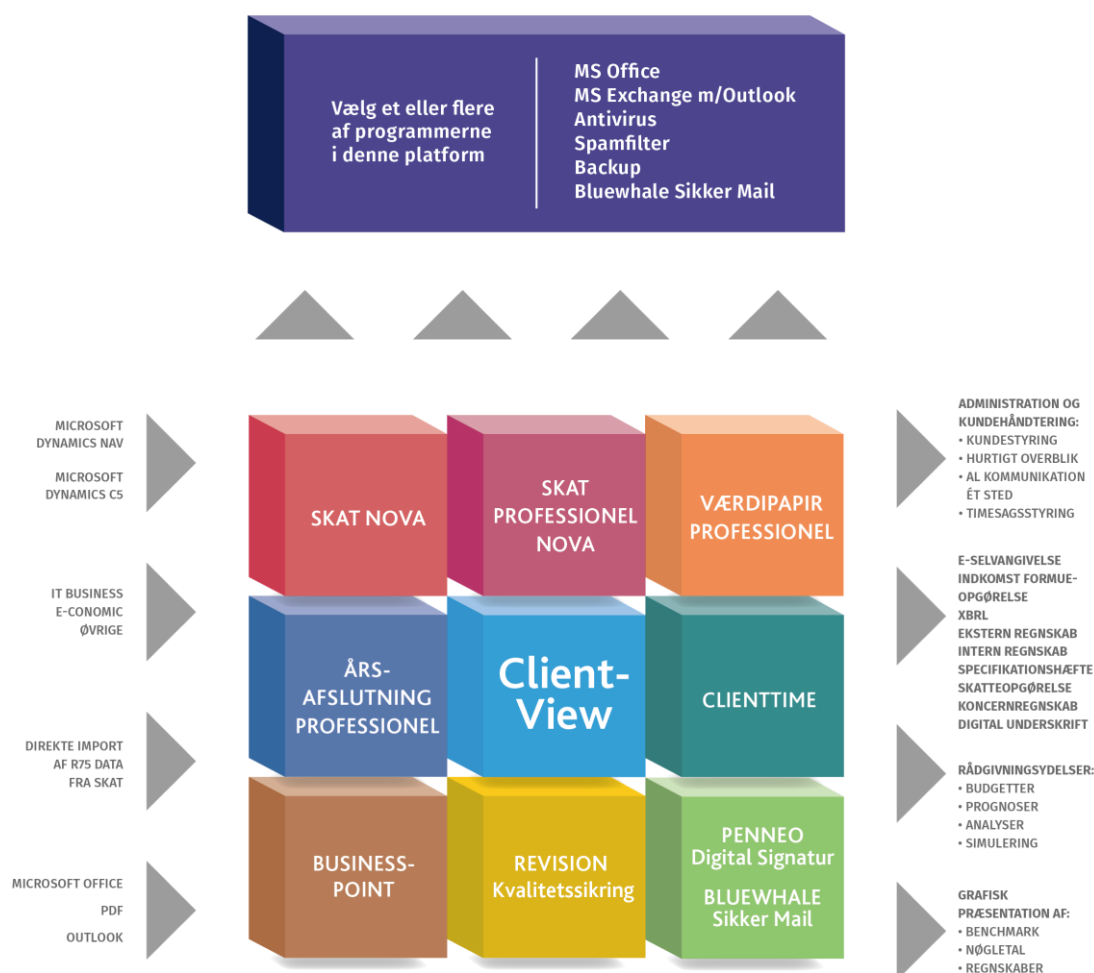 Vælg et eller flere
af programmerne
i denne platform
MS Office
MS Exchange m/Outlook
Antivirus
Spamfilter
Backup
Bluewhale Sikker Mail
MICROSOFT
DYNAMICS NAV
MICROSOFT
DYNAMICS C5
IT BUSINESS
E-CONOMIC
ØVRIGE
DIREKTE IMPORT
AF R75 DATA
FRA SKAT
MICROSOFT OFFICE
PDF
OUTLOOK
SKAT NOVA
SKAT
PROFESSIONEL
NOVA
VÆRDIPAPIR
PROFESSIONEL
ÅRS-
AFSLUTNING
PROFESSIONEL
Client-
View
CLIENTTIME
BUSINESS-
POINT
REVISION
Kvalitetssikring
PENNEO
Digital Signatur
BLUEWHALE
Sikker Mail
ADMINISTRATION OG
KUNDEHÅNDTERING:
• KUNDESTYRING
• HURTIGT OVERBLIK
• AL KOMMUNIKATION
ÉT STED
• TIMESAGSSTYRING
E-SELVANGIVELSE
INDKOMST FORMUE-
OPGØRELSE
XBRL
EKSTERN REGNSKAB
INTERN REGNSKAB
SPECIFIKATIONSHÆFTE
SKATTEOPGØRELSE
KONCERNREGNSKAB
DIGITAL UNDERSKRIFT
RÅDGIVNINGSYDELSER:
• BUDGETTER
• PROGNOSER
• ANALYSER
• SIMULERING
GRAFISK
PRÆSENTATION AF:
• BENCHMARK
• NØGLETAL
• REGNSKABER